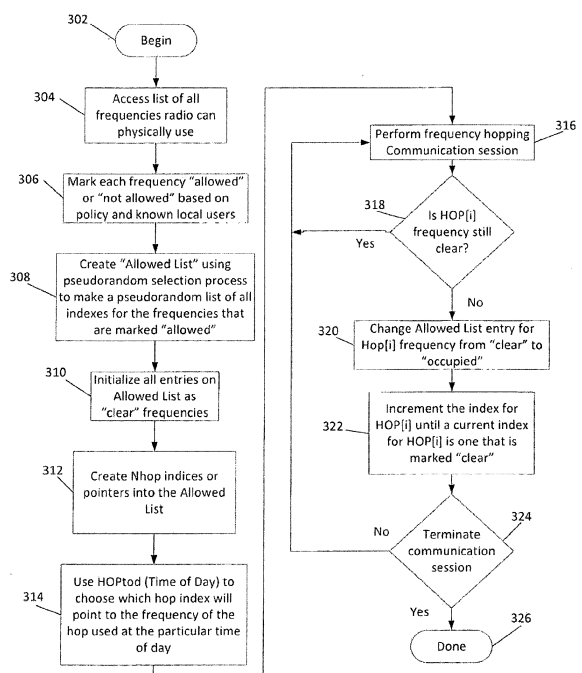 302
Begin
304
Access list of all
frequencies radio can
physically use
306
Mark each frequency “allowed”
or “not allowed” based on
policy and known local users
308
Create “Allowed List” using
pseudorandom selection process
to make a pseudorandom list of all
indexes for the frequencies that
are marked “allowed”
310
Initialize all entries on
Allowed List as
“clear” frequencies
312
Create Nhop indices or
pointers into the Allowed
List
314
Use HOPtod (Time of Day) to
choose which hop index will
point to the frequency of the
hop used at the particular time
of day
Perform frequency hopping
Communication session
316
318
Is HOP[i]
frequency still
clear?
Yes
No
320
Change Allowed List entry for
Hop[i] frequency from “clear” to
“occupied”
322
Increment the index for
HOP[i] until a current index
for HOP[i] is one that is
marked “clear”
324
No
Terminate
communication
session
Yes
326
Done